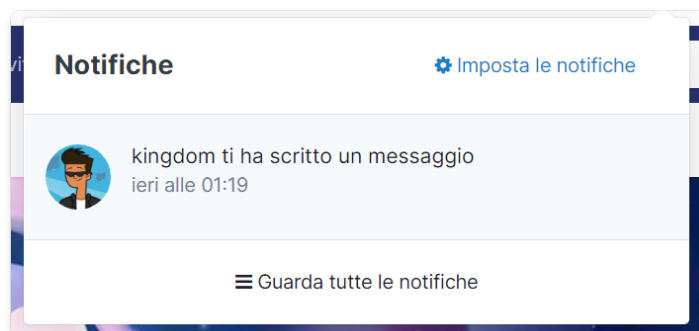 Notifiche
Imposta le notifiche
kingdom ti ha scritto un messaggio
ieri alle 01:19
Guarda tutte le notifiche